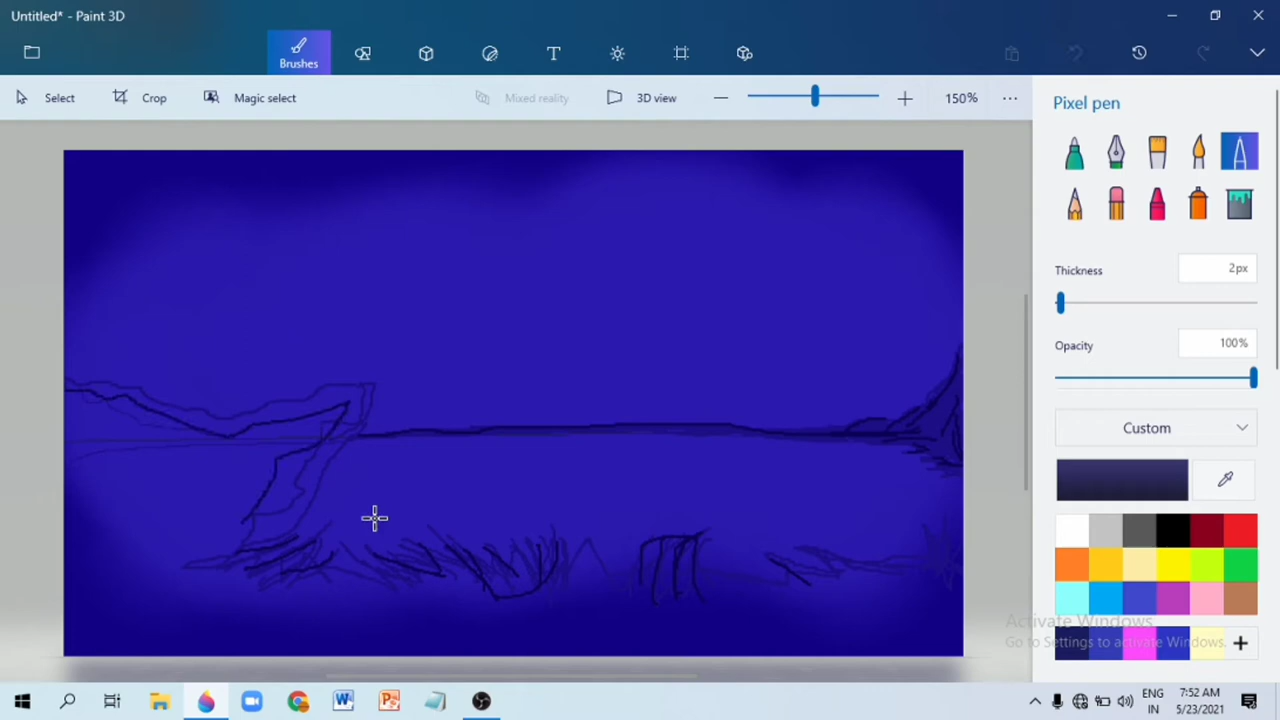 Untitled* - Paint 3D
Brushes
T
Select
Crop
Magic select
Mixed reality
3D view
150%
Pixel pen
Thickness
2px
Opacity
100%
Custom
Activate Windows
Go to Settings to activate Windows.
ENG
IN
7:52 AM
5/23/2021